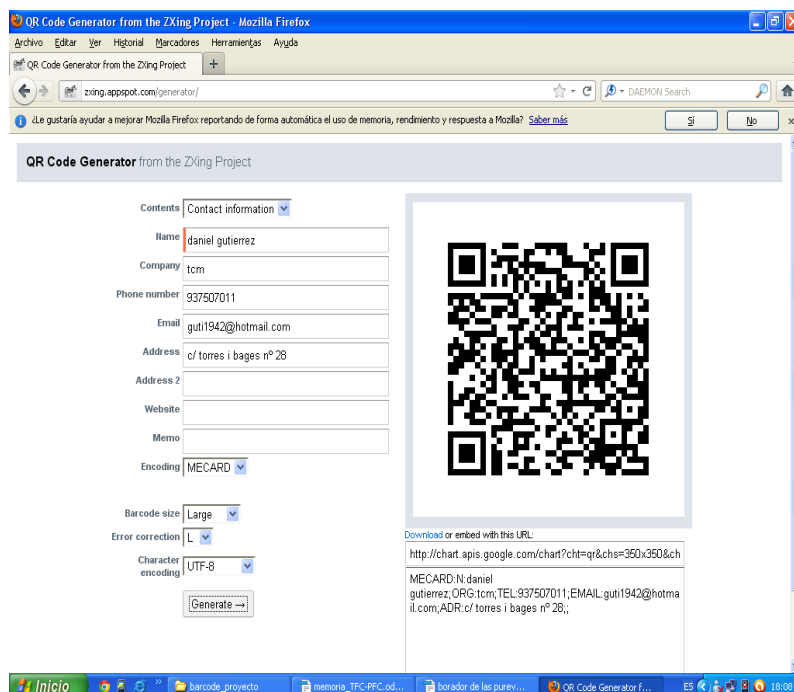 QR Code Generator from the ZXing Project - Mozilla Firefox
Archivo Editar Ver Historial Marcadores Herramientas Ayuda
QR Code Generator from the ZXing Project +
zxing.appspot.com/generator/ DAEMON Search
¿Le gustaría ayudar a mejorar Mozilla Firefox reportando de forma automática el uso de memoria, rendimiento y respuesta a Mozilla? Saber más Sí No
QR Code Generator from the ZXing Project
Contents Contact information
Name daniel gutierrez
Company tcm
Phone number 937507011
Email guti1942@hotmail.com
Address c/ torres i bages nº 28
Address 2
Website
Memo
Encoding MECARD
Barcode size Large
Error correction L
Character encoding UTF-8
Generate →
Download or embed with this URL:
http://chart.apis.google.com/chart?cht=qr&chs=350x350&ch
MECARD:N:daniel
gutierrez;ORG:tcm;TEL:937507011;EMAIL:guti1942@hotma
il.com;ADR:c/ torres i bages nº 28;;
Inicio barcode_proyecto memoria_TFC-PFC.od... borador de las purev... QR Code Generator f... ES 18:08